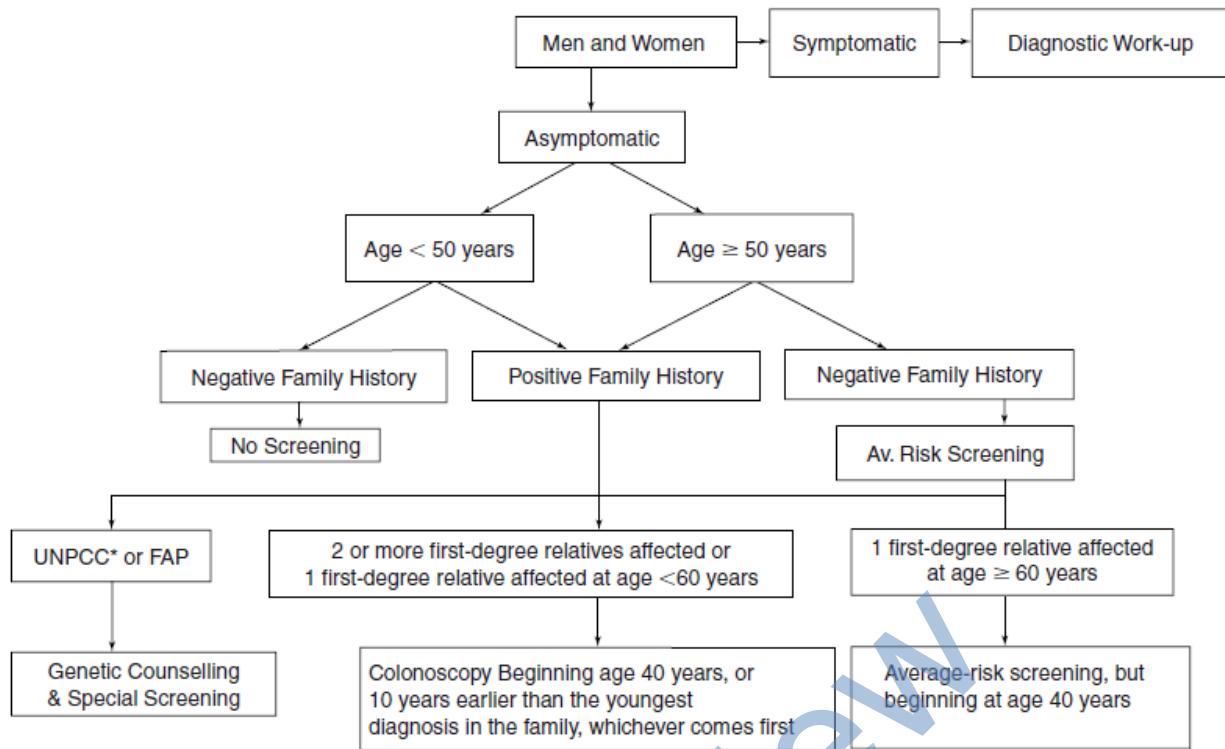 Men and Women
Symptomatic
Diagnostic Work-up
Asymptomatic
Age < 50 years
Age ≥ 50 years
Negative Family History
Positive Family History
Negative Family History
No Screening
Av. Risk Screening
UNPCC* or FAP
2 or more first-degree relatives affected or
1 first-degree relative affected at age <60 years
1 first-degree relative affected
at age ≥ 60 years
Genetic Counselling
& Special Screening
Colonoscopy Beginning age 40 years, or
10 years earlier than the youngest
diagnosis in the family, whichever comes first
Average-risk screening, but
beginning at age 40 years